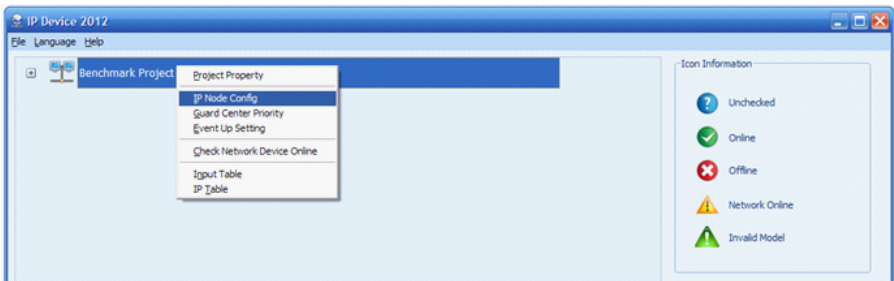 IP Device 2012
File Language Help
Benchmark Project
Project Property
IP Node Config
Guard Center Priority
Event Up Setting
Check Network Device Online
Input Table
IP Table
Icon Information
Unchecked
Online
Offline
Network Online
Invalid Model